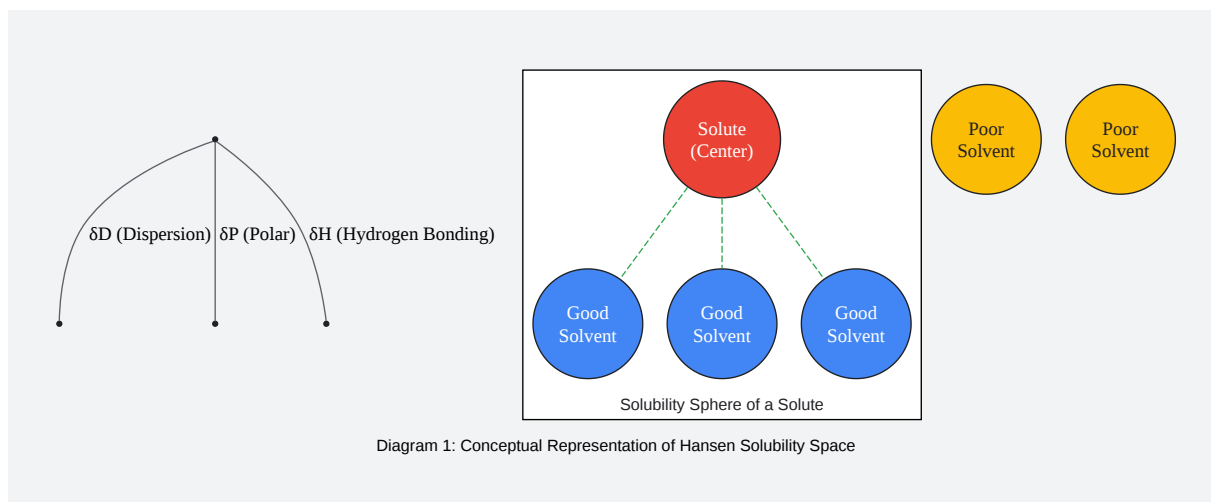 δD (Dispersion)
δP (Polar)
δH (Hydrogen Bonding)
Solute
(Center)
Good
Solvent
Good
Solvent
Good
Solvent
Solubility Sphere of a Solute
Poor
Solvent
Poor
Solvent
Diagram 1: Conceptual Representation of Hansen Solubility Space